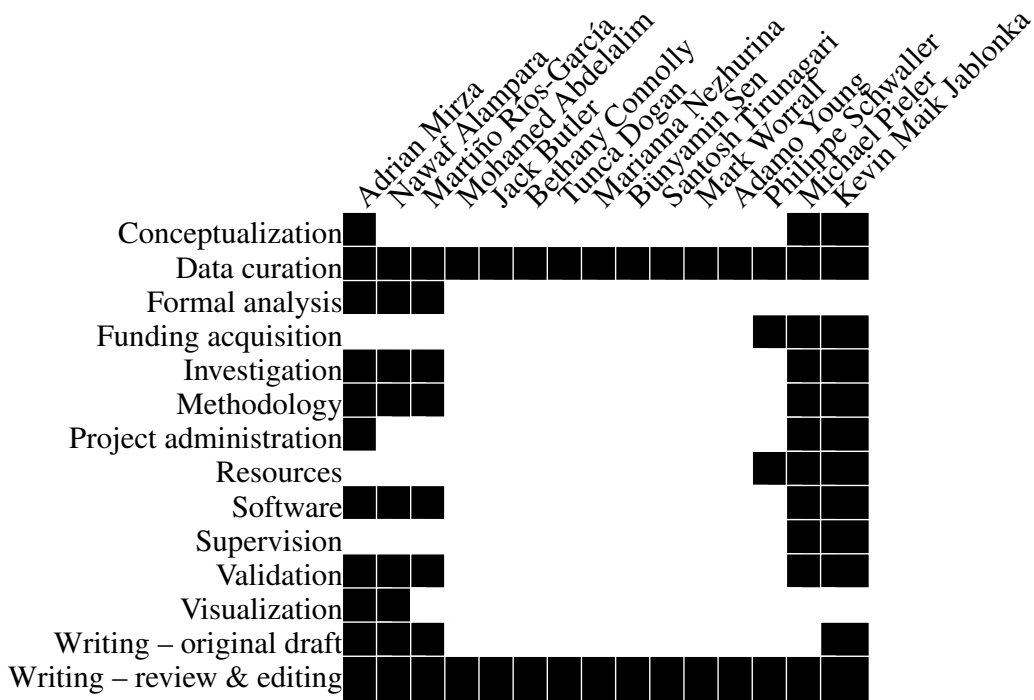 Adrian Mirza
Nawaf Alampara
Martiño Ríos-García
Mohamed Abdelalim
Jack Butler
Bethany Connolly
Tunca Dogan
Marianna Nezhurina
Bünyamin Sen
Santosh Tirunagari
Mark Worrall
Adamo Young
Philippe Schwaller
Michael Pieler
Kevin Maik Jablonka
Conceptualization
Data curation
Formal analysis
Funding acquisition
Investigation
Methodology
Project administration
Resources
Software
Supervision
Validation
Visualization
Writing – original draft
Writing – review & editing